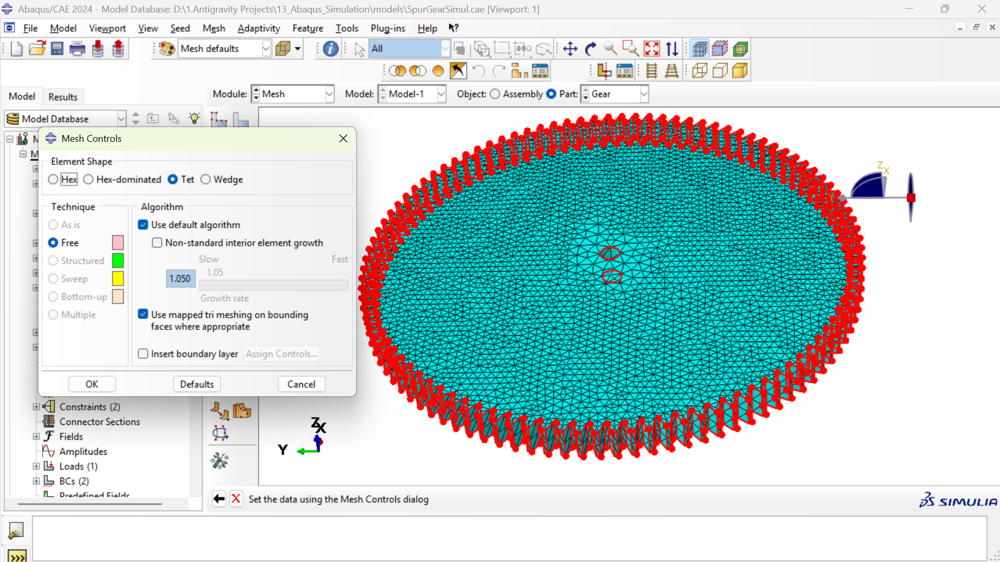 Abaqus/CAE 2024 - Model Database: D:\1.Antigravity Projects\13_Abaqus_Simulation\models\SpurGearSimul.cae [Viewport: 1]
File Model Viewport View Seed Mesh Adaptivity Feature Tools Plug-ins Help
Mesh defaults All
Model Results
Module: Mesh Model: Model-1 Object: Assembly Part: Gear
Model Database
Mesh Controls
Element Shape
Hex Hex-dominated Tet Wedge
Technique
As is
Free
Structured
Sweep
Bottom-up
Multiple
Algorithm
Use default algorithm
Non-standard interior element growth
Slow Fast
1.05
1.050
Growth rate
Use mapped tri meshing on bounding
faces where appropriate
Insert boundary layer Assign Controls...
OK Defaults Cancel
Constraints (2)
Connector Sections
Fields
Amplitudes
Loads (1)
BCs (2)
Predefined Fields
Z
X
Z
X
Y
Set the data using the Mesh Controls dialog
SIMULIA
>>>